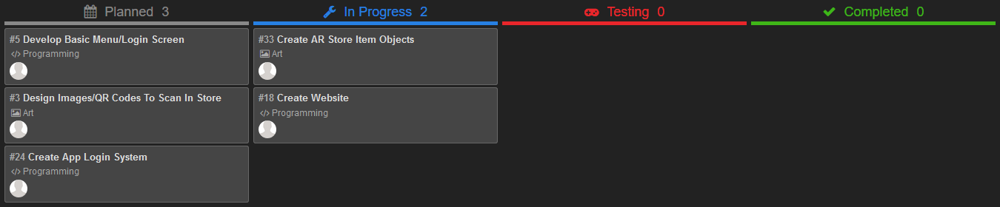 Planned 3
#5 Develop Basic Menu/Login Screen
Programming
#3 Design Images/QR Codes To Scan In Store
Art
#24 Create App Login System
Programming
In Progress 2
#33 Create AR Store Item Objects
Art
#18 Create Website
Programming
Testing 0
Completed 0